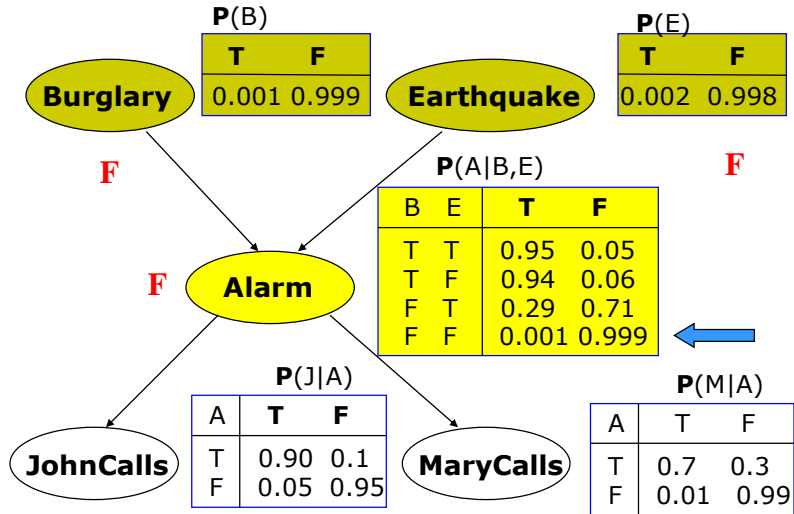 P(B)
T F
0.001 0.999
Burglary
P(E)
T F
0.002 0.998
Earthquake
F
F
P(A|B,E)
B E T F
T T 0.95 0.05
T F 0.94 0.06
F T 0.29 0.71
F F 0.001 0.999
F
Alarm
P(J|A)
A T F
T 0.90 0.1
F 0.05 0.95
JohnCalls
MaryCalls
P(M|A)
A T F
T 0.7 0.3
F 0.01 0.99